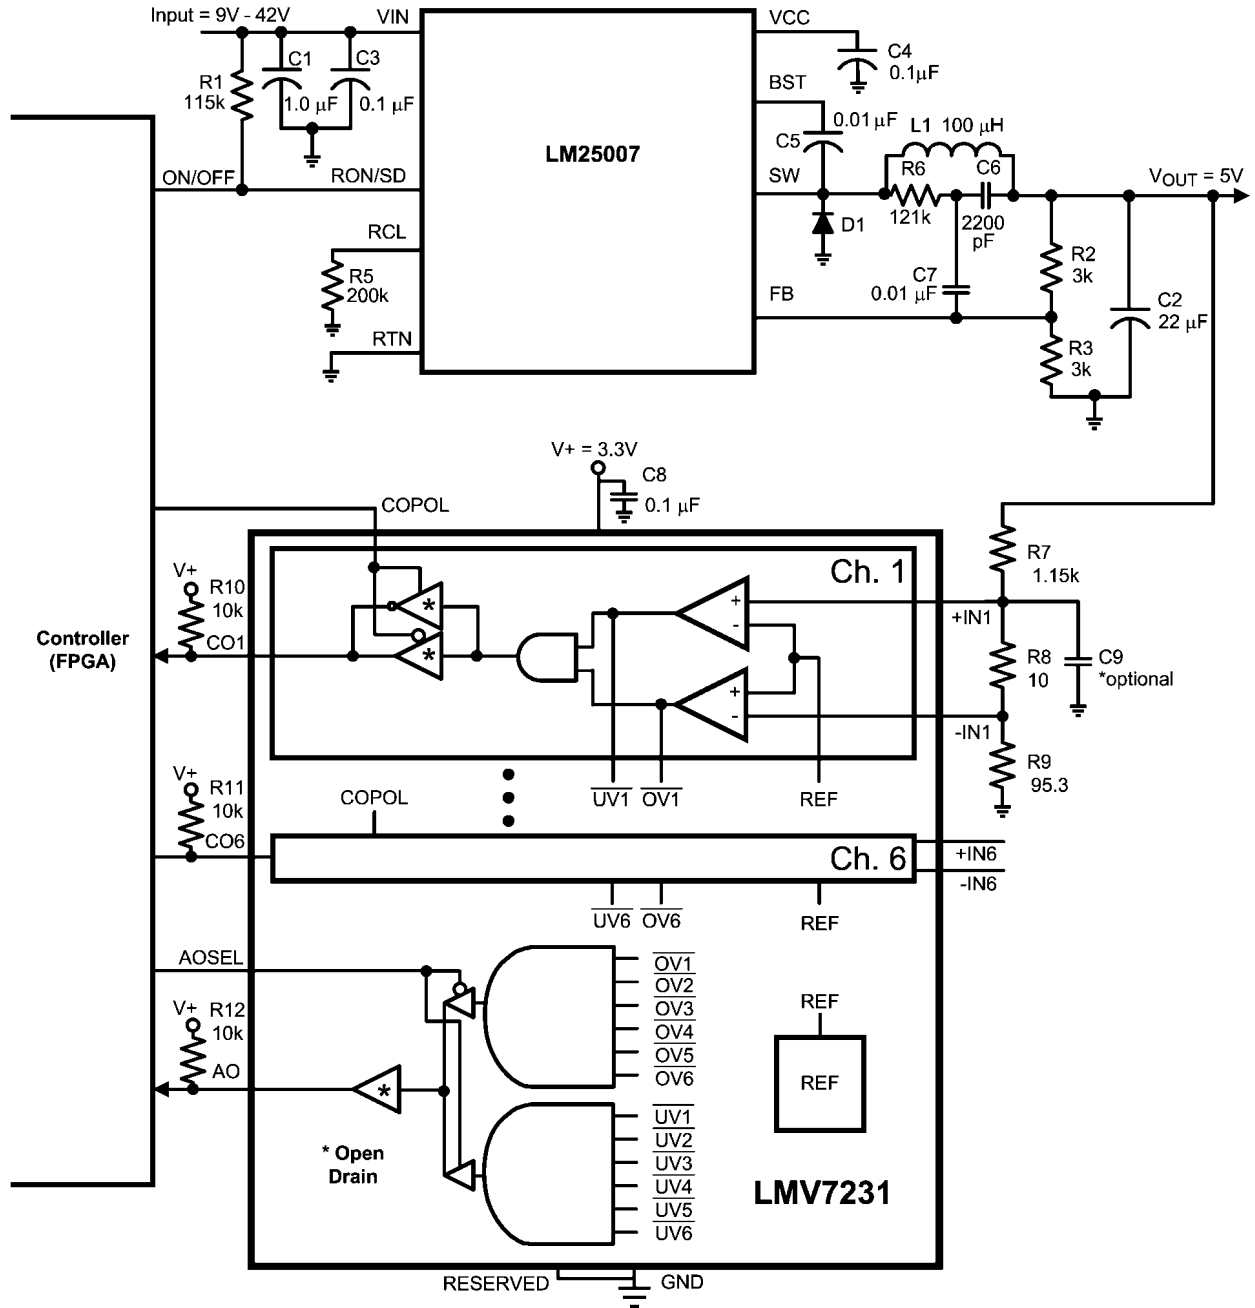 Input = 9V - 42V
VIN
VCC
C1
1.0 µF
C3
0.1 µF
R1
115k
C4
0.1µF
BST
0.01 µF
C5
L1 100 µH
LM25007
ON/OFF
RON/SD
SW
R6
121k
C6
2200
pF
VOUT = 5V
D1
RCL
R5
200k
C7
0.01 µF
R2
3k
FB
C2
22 µF
RTN
R3
3k
V+ = 3.3V
C8
0.1 µF
COPOL
Ch. 1
R7
1.15k
V+
R10
10k
CO1
+IN1
Controller
(FPGA)
*
*
+
-
+
-
R8
10
C9
*optional
-IN1
R9
95.3
UV1
OV1
REF
V+
R11
10k
CO6
COPOL
Ch. 6
+IN6
-IN6
UV6
OV6
REF
AOSEL
V+
R12
10k
AO
*
OV1
OV2
OV3
OV4
OV5
OV6
REF
REF
* Open
Drain
UV1
UV2
UV3
UV4
UV5
UV6
LMV7231
RESERVED
GND